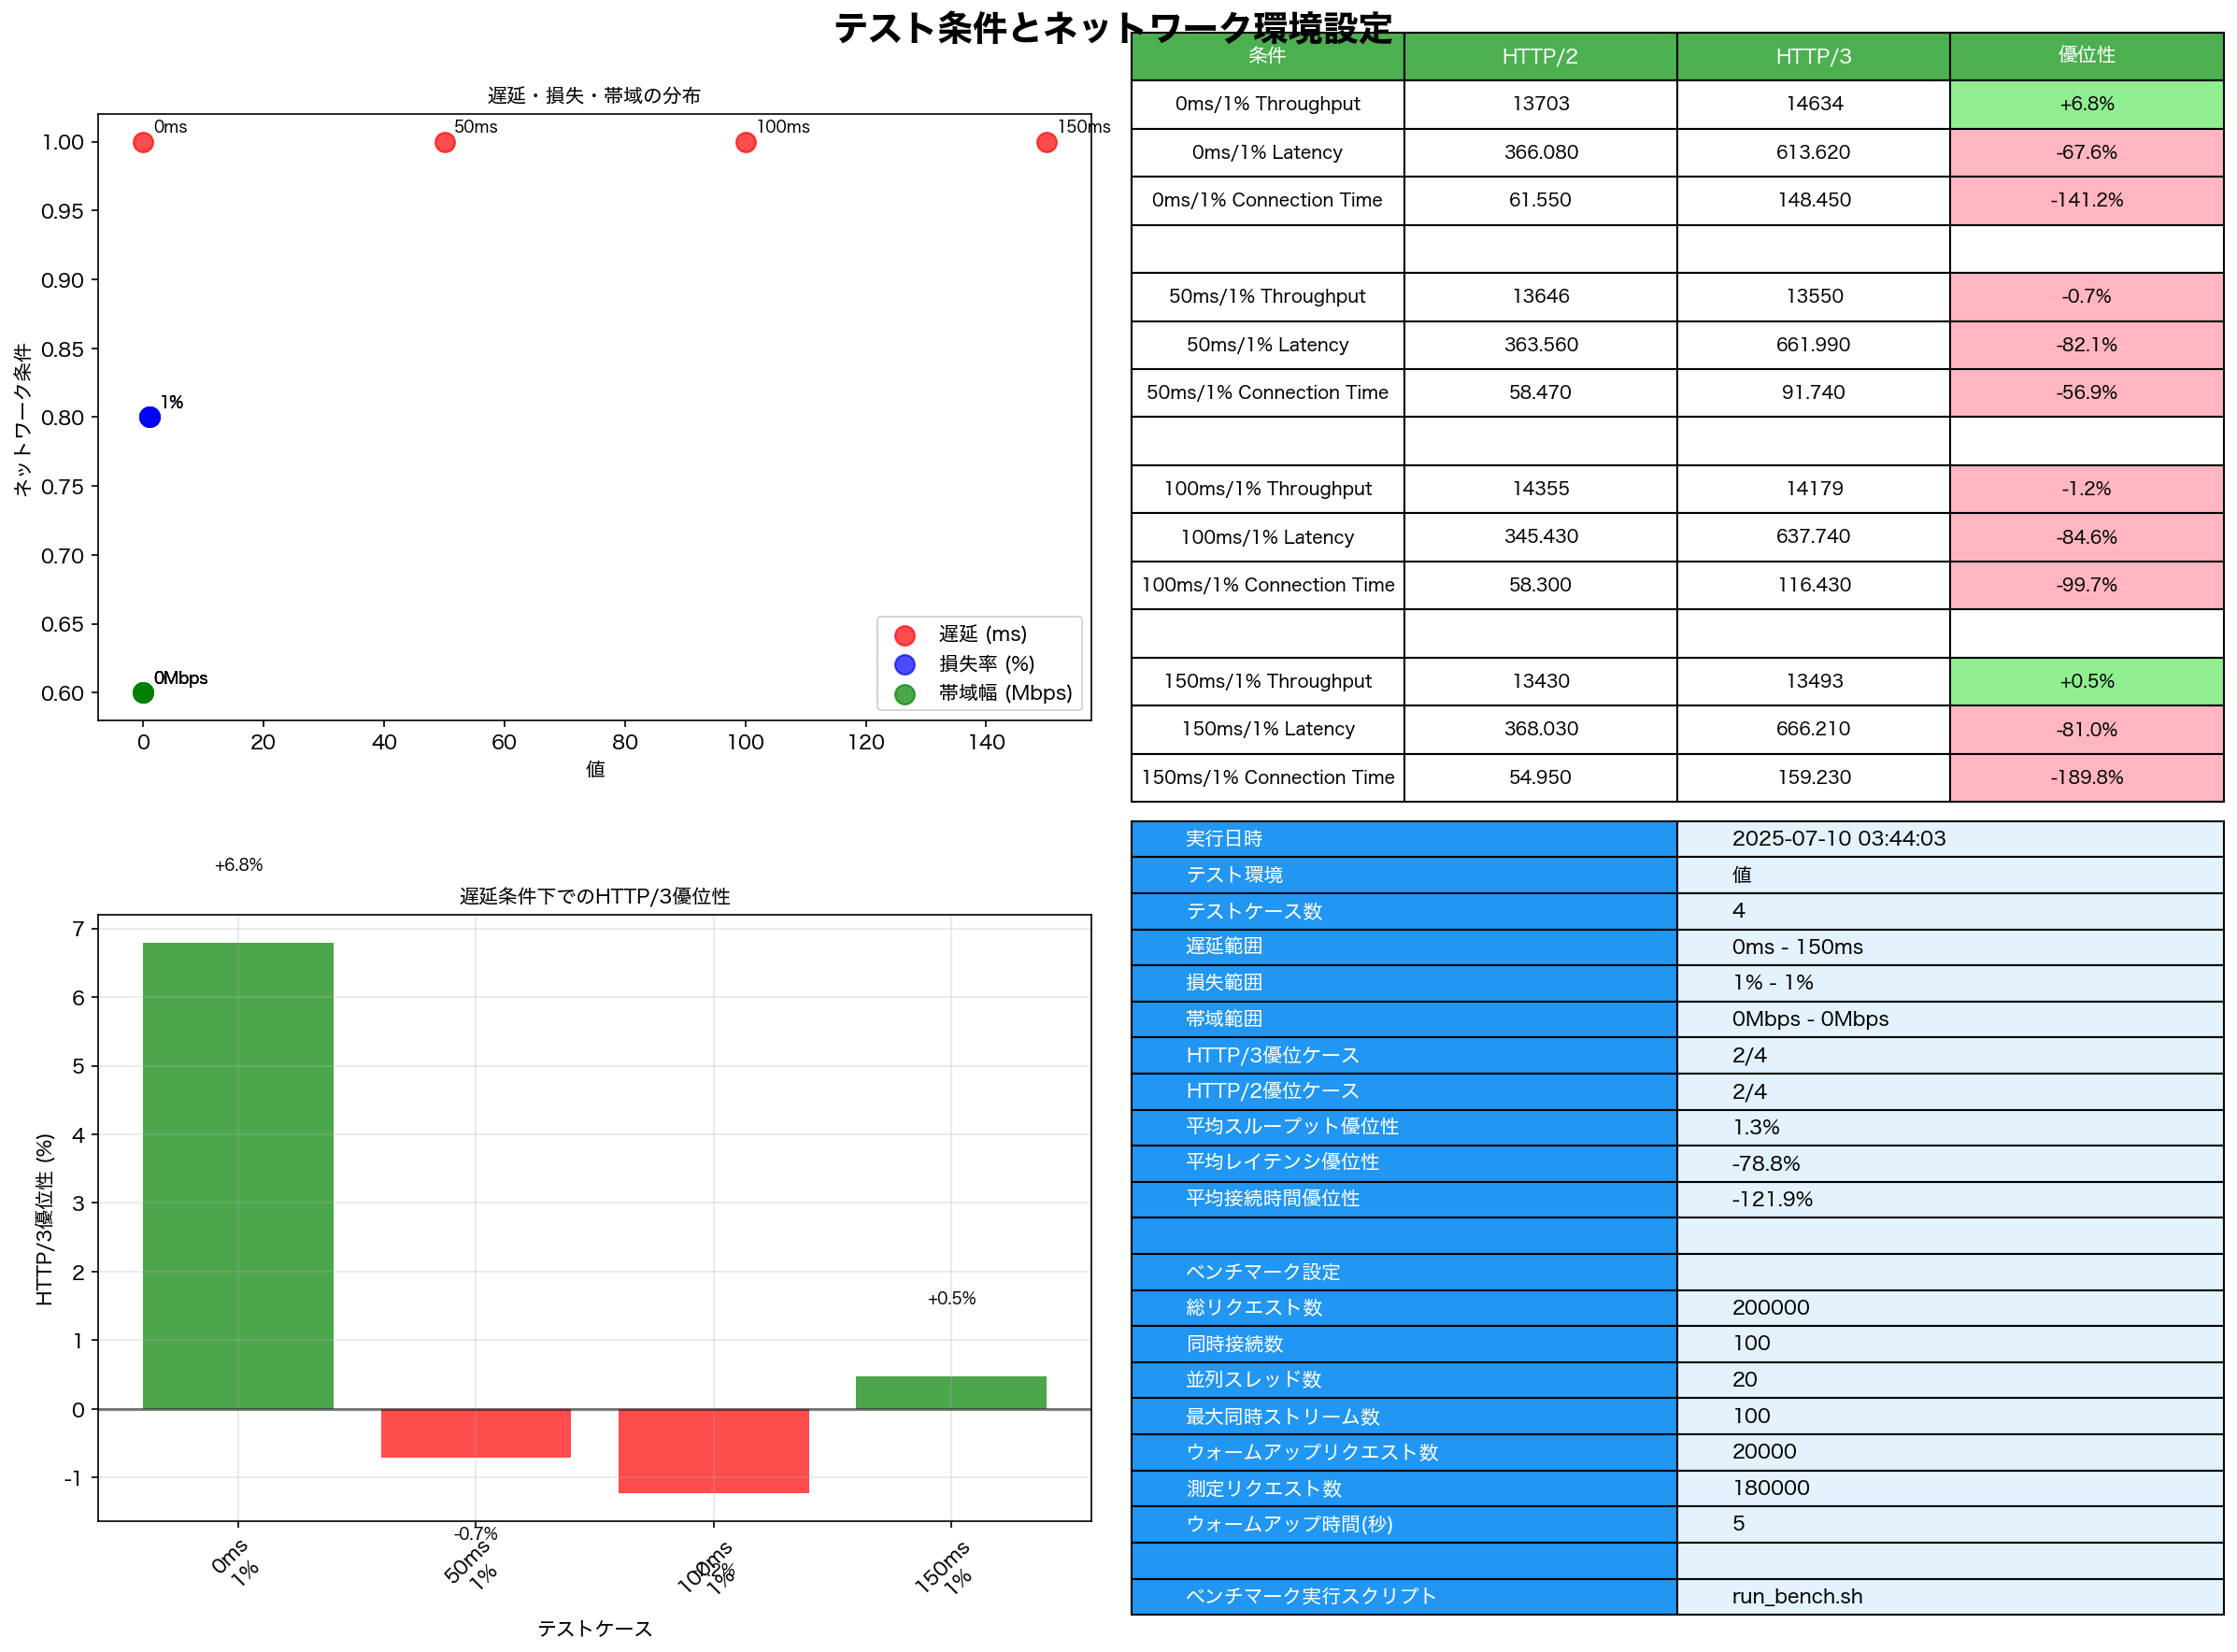 テスト条件とネットワーク環境設定
遅延・損失・帯域の分布
ネットワーク条件
1.00
0.95
0.90
0.85
0.80
0.75
0.70
0.65
0.60
0ms
50ms
100ms
150ms
1%
0Mbps
遅延 (ms)
損失率 (%)
帯域幅 (Mbps)
0 20 40 60 80 100 120 140
値
条件 HTTP/2 HTTP/3 優位性
0ms/1% Throughput 13703 14634 +6.8%
0ms/1% Latency 366.080 613.620 -67.6%
0ms/1% Connection Time 61.550 148.450 -141.2%
50ms/1% Throughput 13646 13550 -0.7%
50ms/1% Latency 363.560 661.990 -82.1%
50ms/1% Connection Time 58.470 91.740 -56.9%
100ms/1% Throughput 14355 14179 -1.2%
100ms/1% Latency 345.430 637.740 -84.6%
100ms/1% Connection Time 58.300 116.430 -99.7%
150ms/1% Throughput 13430 13493 +0.5%
150ms/1% Latency 368.030 666.210 -81.0%
150ms/1% Connection Time 54.950 159.230 -189.8%
遅延条件下でのHTTP/3優位性
HTTP/3優位性 (%)
7
6
5
4
3
2
1
0
-1
+6.8%
-0.7%
-1.2%
+0.5%
0ms
1%
50ms
1%
100ms
1%
150ms
1%
テストケース
実行日時 2025-07-10 03:44:03
テスト環境 値
テストケース数 4
遅延範囲 0ms - 150ms
損失範囲 1% - 1%
帯域範囲 0Mbps - 0Mbps
HTTP/3優位ケース 2/4
HTTP/2優位ケース 2/4
平均スループット優位性 1.3%
平均レイテンシ優位性 -78.8%
平均接続時間優位性 -121.9%
ベンチマーク設定
総リクエスト数 200000
同時接続数 100
並列スレッド数 20
最大同時ストリーム数 100
ウォームアップリクエスト数 20000
測定リクエスト数 180000
ウォームアップ時間(秒) 5
ベンチマーク実行スクリプト run_bench.sh